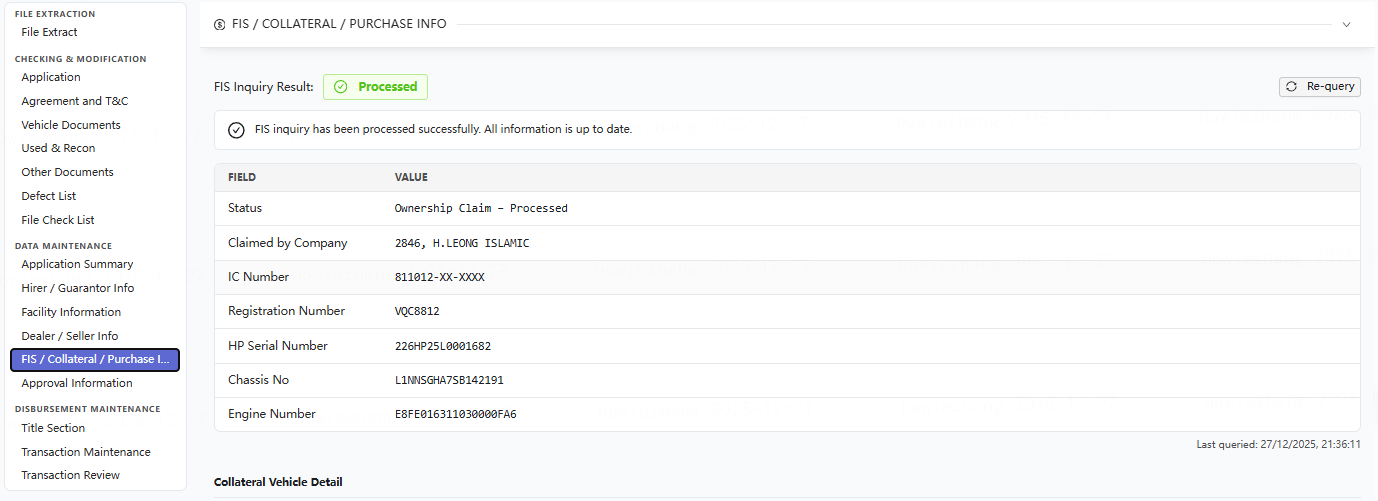 FILE EXTRACTION
File Extract
CHECKING & MODIFICATION
Application
Agreement and T&C
Vehicle Documents
Used & Recon
Other Documents
Defect List
File Check List
DATA MAINTENANCE
Application Summary
Hirer / Guarantor Info
Facility Information
Dealer / Seller Info
FIS / Collateral / Purchase I...
Approval Information
DISBURSEMENT MAINTENANCE
Title Section
Transaction Maintenance
Transaction Review
FIS / COLLATERAL / PURCHASE INFO
FIS Inquiry Result: Processed Re-query
FIS inquiry has been processed successfully. All information is up to date.
FIELD VALUE
Status Ownership Claim – Processed
Claimed by Company 2846, H.LEONG ISLAMIC
IC Number 811012-XX-XXXX
Registration Number VQC8812
HP Serial Number 226HP25L0001682
Chassis No L1NNSGHA7SB142191
Engine Number E8FE016311030000FA6
Last queried: 27/12/2025, 21:36:11
Collateral Vehicle Detail